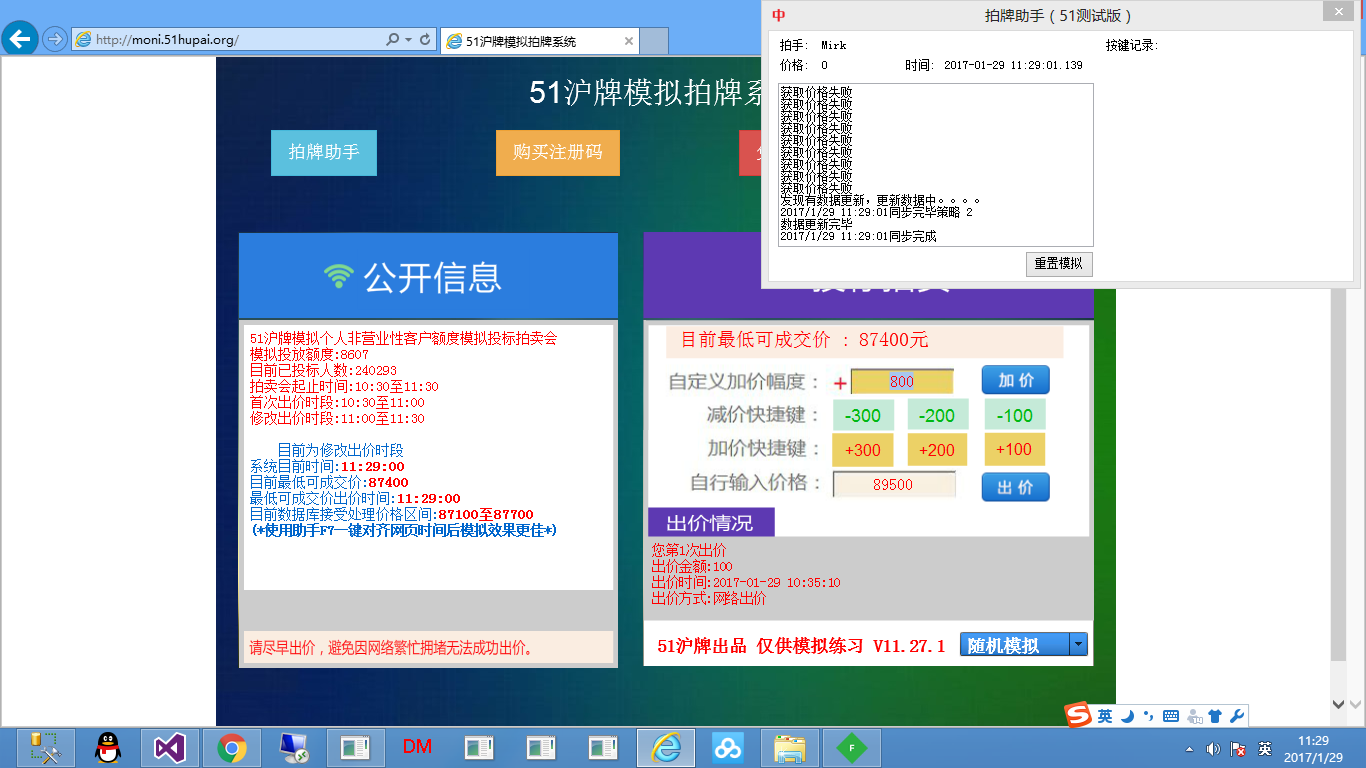 http://moni.51hupai.org/
51沪牌模拟拍牌系统
51沪牌模拟拍牌系
拍牌助手
购买注册码
中
拍牌助手（51测试版）
拍手： Mirk
按键记录:
价格： 0
时间: 2017-01-29 11:29:01.139
获取价格失败
获取价格失败
获取价格失败
获取价格失败
获取价格失败
获取价格失败
获取价格失败
获取价格失败
获取价格失败
发现有数据更新，更新数据中。。。。
2017/1/29 11:29:01同步完毕策略 2
数据更新完毕
2017/1/29 11:29:01同步完成
重置模拟
公开信息
51沪牌模拟个人非营业性客户额度模拟投标拍卖会
模拟投放额度:8607
目前已投标人数:240293
拍卖会起止时间:10:30至11:30
首次出价时段:10:30至11:00
修改出价时段:11:00至11:30
目前为修改出价时段
系统目前时间:11:29:00
目前最低可成交价:87400
最低可成交价出价时间:11:29:00
目前数据库接受处理价格区间:87100至87700
(*使用助手F7一键对齐网页时间后模拟效果更佳*)
请尽早出价，避免因网络繁忙拥堵无法成功出价。
目前最低可成交价 ：87400元
自定义加价幅度： + 800 加 价
减价快捷键： -300 -200 -100
加价快捷键： +300 +200 +100
自行输入价格： 89500 出 价
出价情况
您第1次出价
出价金额:100
出价时间:2017-01-29 10:35:10
出价方式:网络出价
51沪牌出品 仅供模拟练习 V11.27.1
随机模拟
英
DM
F
英
11:29
2017/1/29